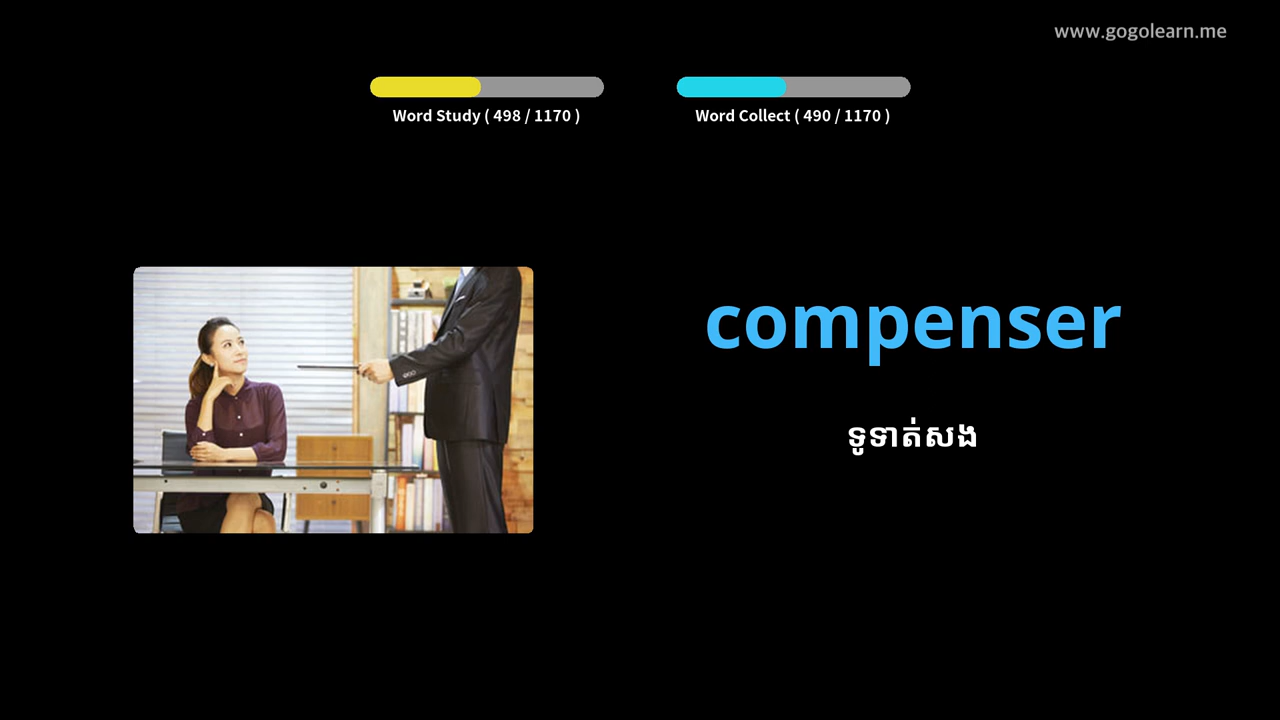 www.gogolearn.me
Word Study ( 498 / 1170 )
Word Collect ( 490 / 1170 )
compenser
ទូទាត់សង